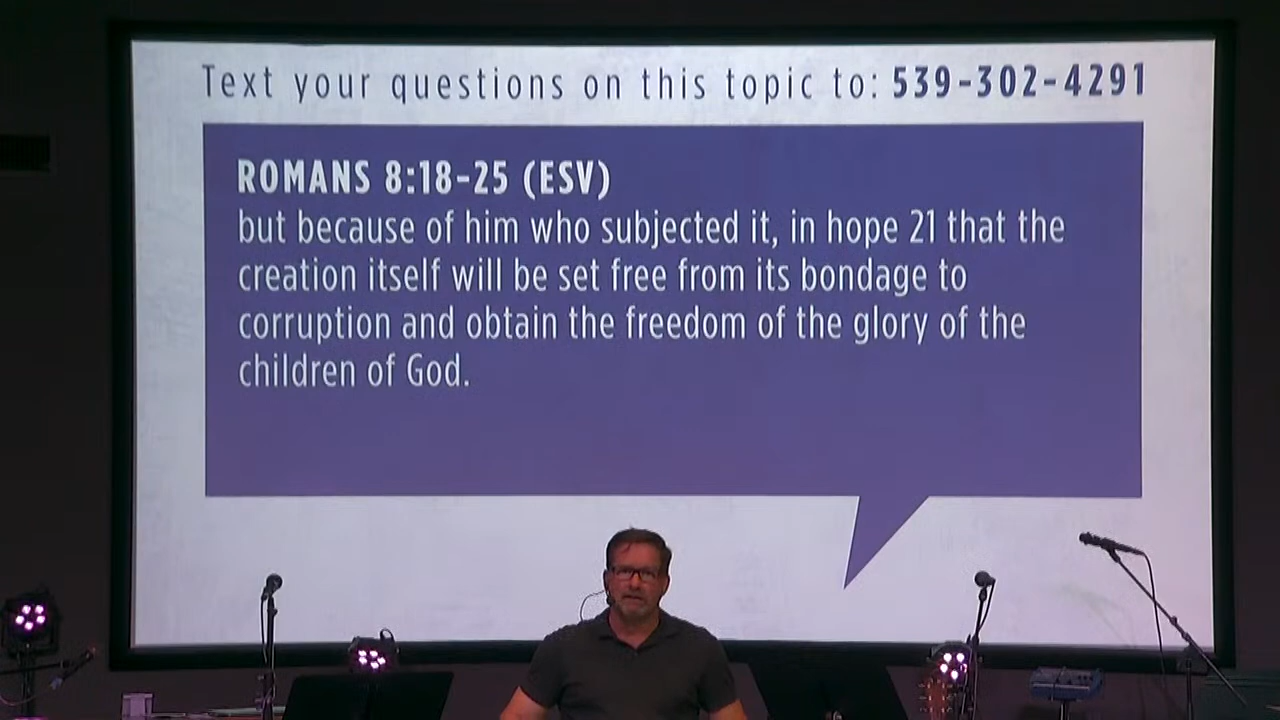 Text your questions on this topic to: 539-302-4291
ROMANS 8:18-25 (ESV)
but because of him who subjected it, in hope 21 that the
creation itself will be set free from its bondage to
corruption and obtain the freedom of the glory of the
children of God.